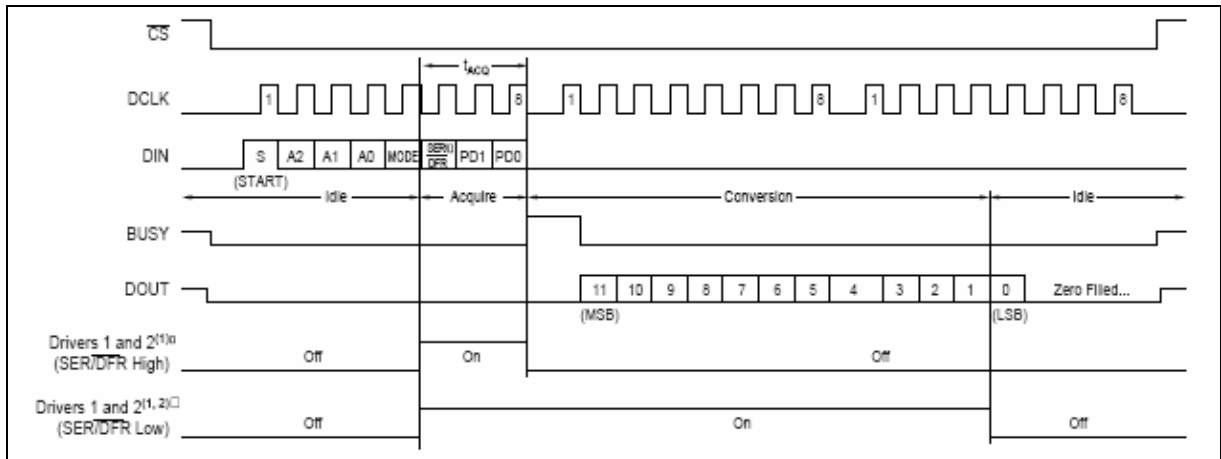 CS
tACQ
DCLK 1 8 1 8 1 8
DIN S A2 A1 A0 MODE SER/ DFR PD1 PD0
(START)
Idle Acquire Conversion Idle
BUSY
DOUT 11 10 9 8 7 6 5 4 3 2 1 0 Zero Filled...
(MSB) (LSB)
Drivers 1 and 2(1)
(SER/DFR High) Off On Off
Drivers 1 and 2(1, 2)
(SER/DFR Low) Off On Off